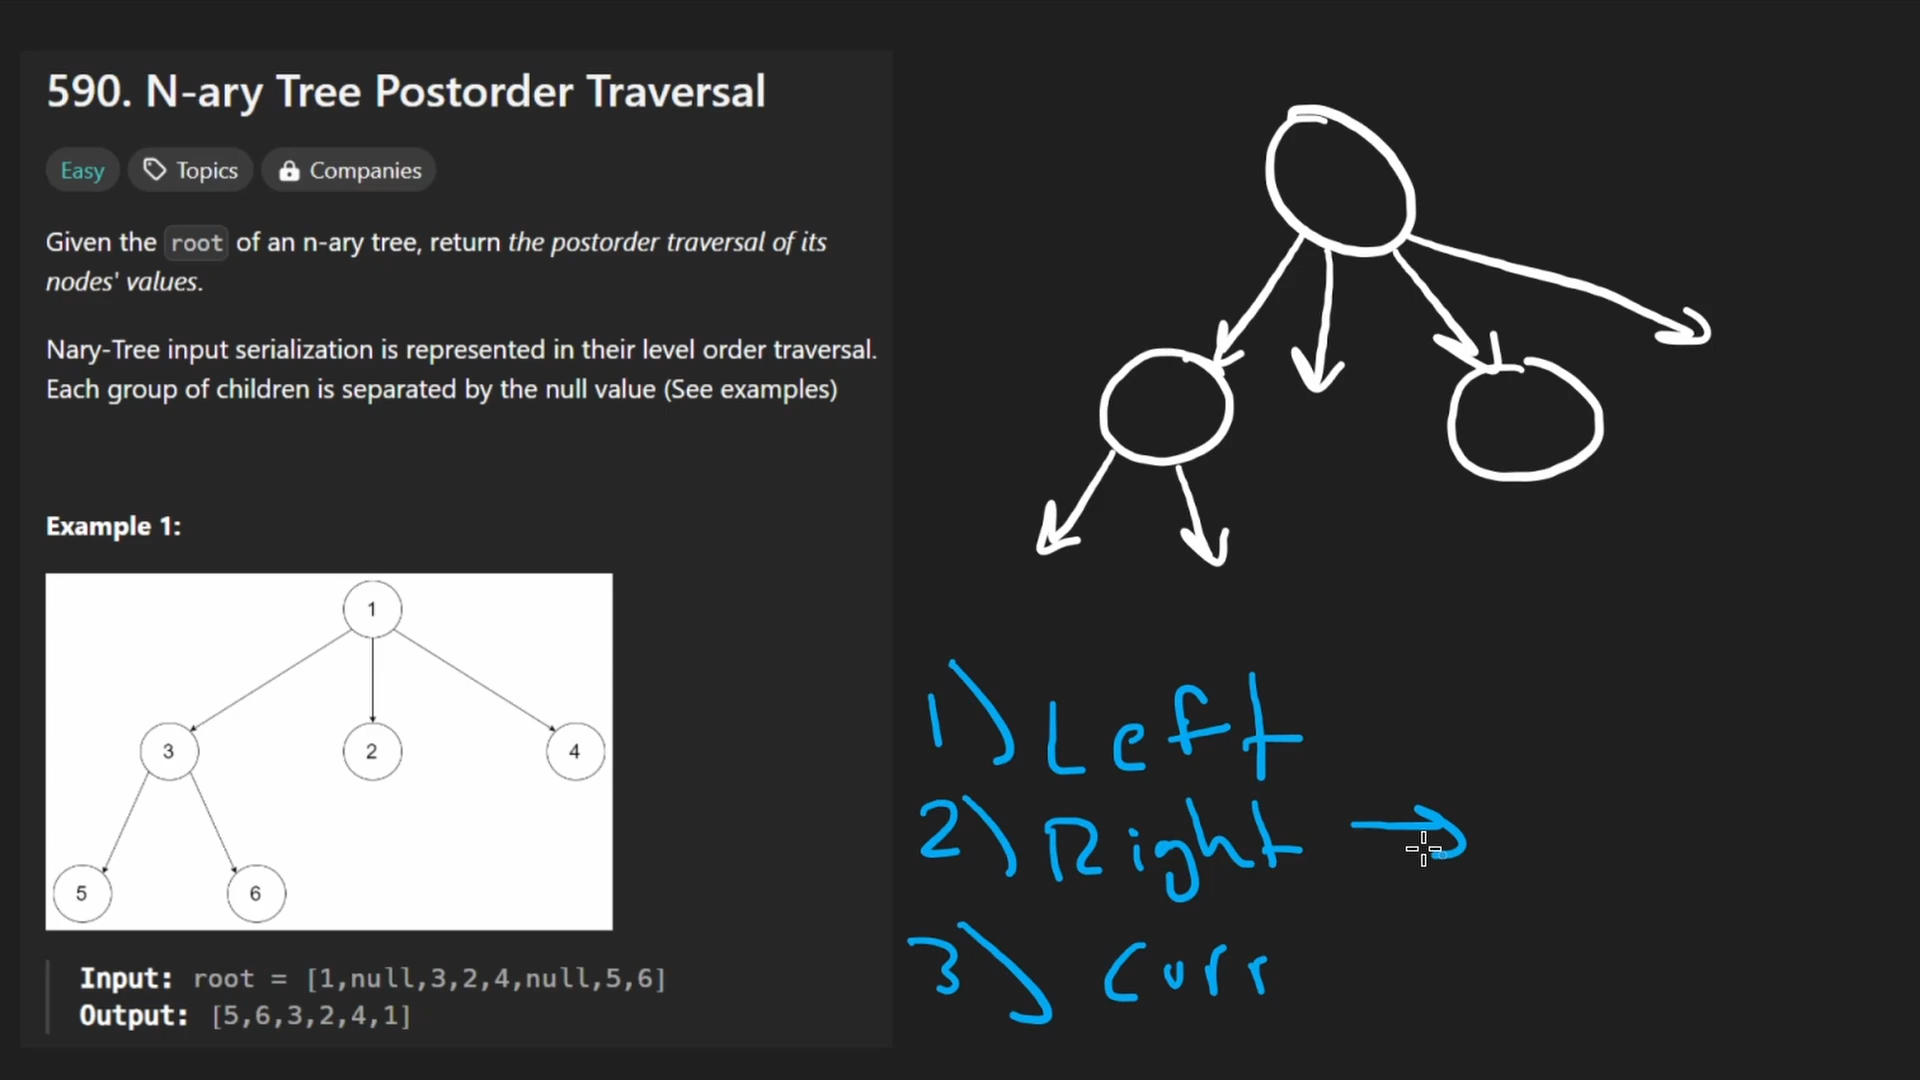 590. N-ary Tree Postorder Traversal
Easy Topics Companies
Given the root of an n-ary tree, return the postorder traversal of its
nodes' values.
Nary-Tree input serialization is represented in their level order traversal.
Each group of children is separated by the null value (See examples)
Example 1:
1
3 2 4
5 6
Input: root = [1,null,3,2,4,null,5,6]
Output: [5,6,3,2,4,1]
1) Left
2) Right →
3) Curr